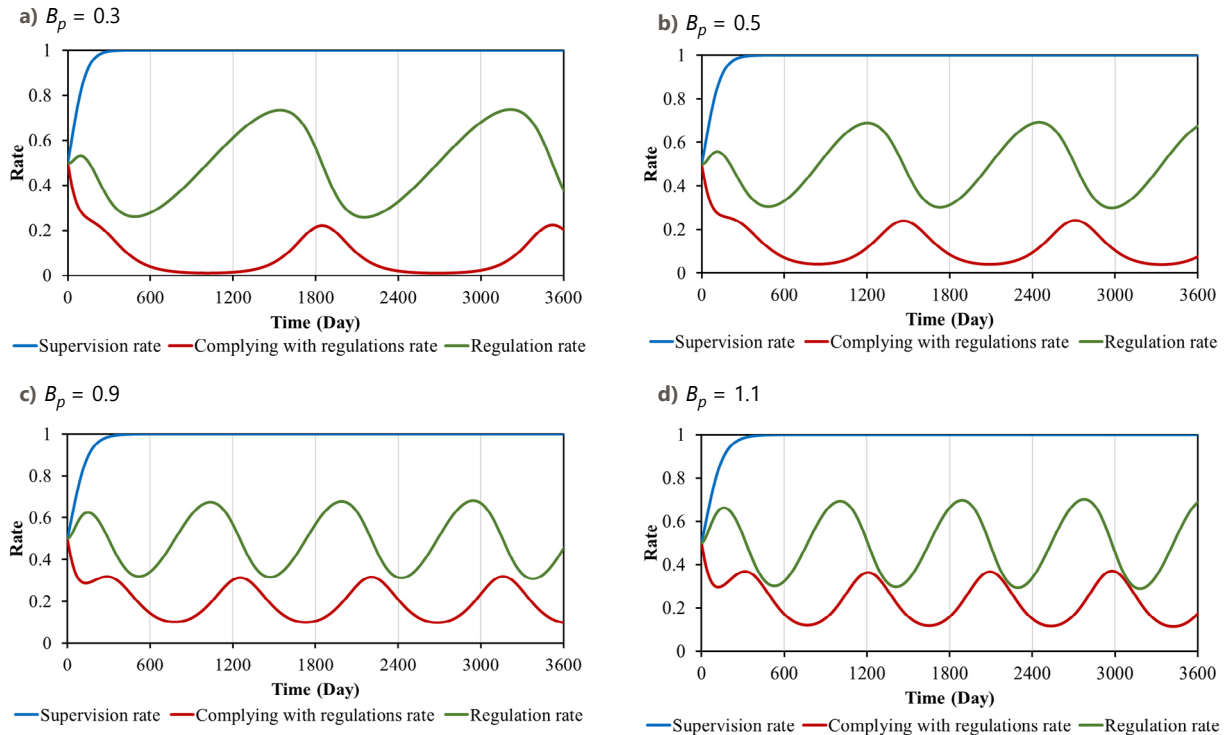 a) Bp = 0.3
1
0.8
0.6
0.4
0.2
0
Rate
0 600 1200 1800 2400 3000 3600
Time (Day)
Supervision rate Complying with regulations rate Regulation rate
b) Bp = 0.5
1
0.8
0.6
0.4
0.2
0
Rate
0 600 1200 1800 2400 3000 3600
Time (Day)
Supervision rate Complying with regulations rate Regulation rate
c) Bp = 0.9
1
0.8
0.6
0.4
0.2
0
Rate
0 600 1200 1800 2400 3000 3600
Time (Day)
Supervision rate Complying with regulations rate Regulation rate
d) Bp = 1.1
1
0.8
0.6
0.4
0.2
0
Rate
0 600 1200 1800 2400 3000 3600
Time (Day)
Supervision rate Complying with regulations rate Regulation rate